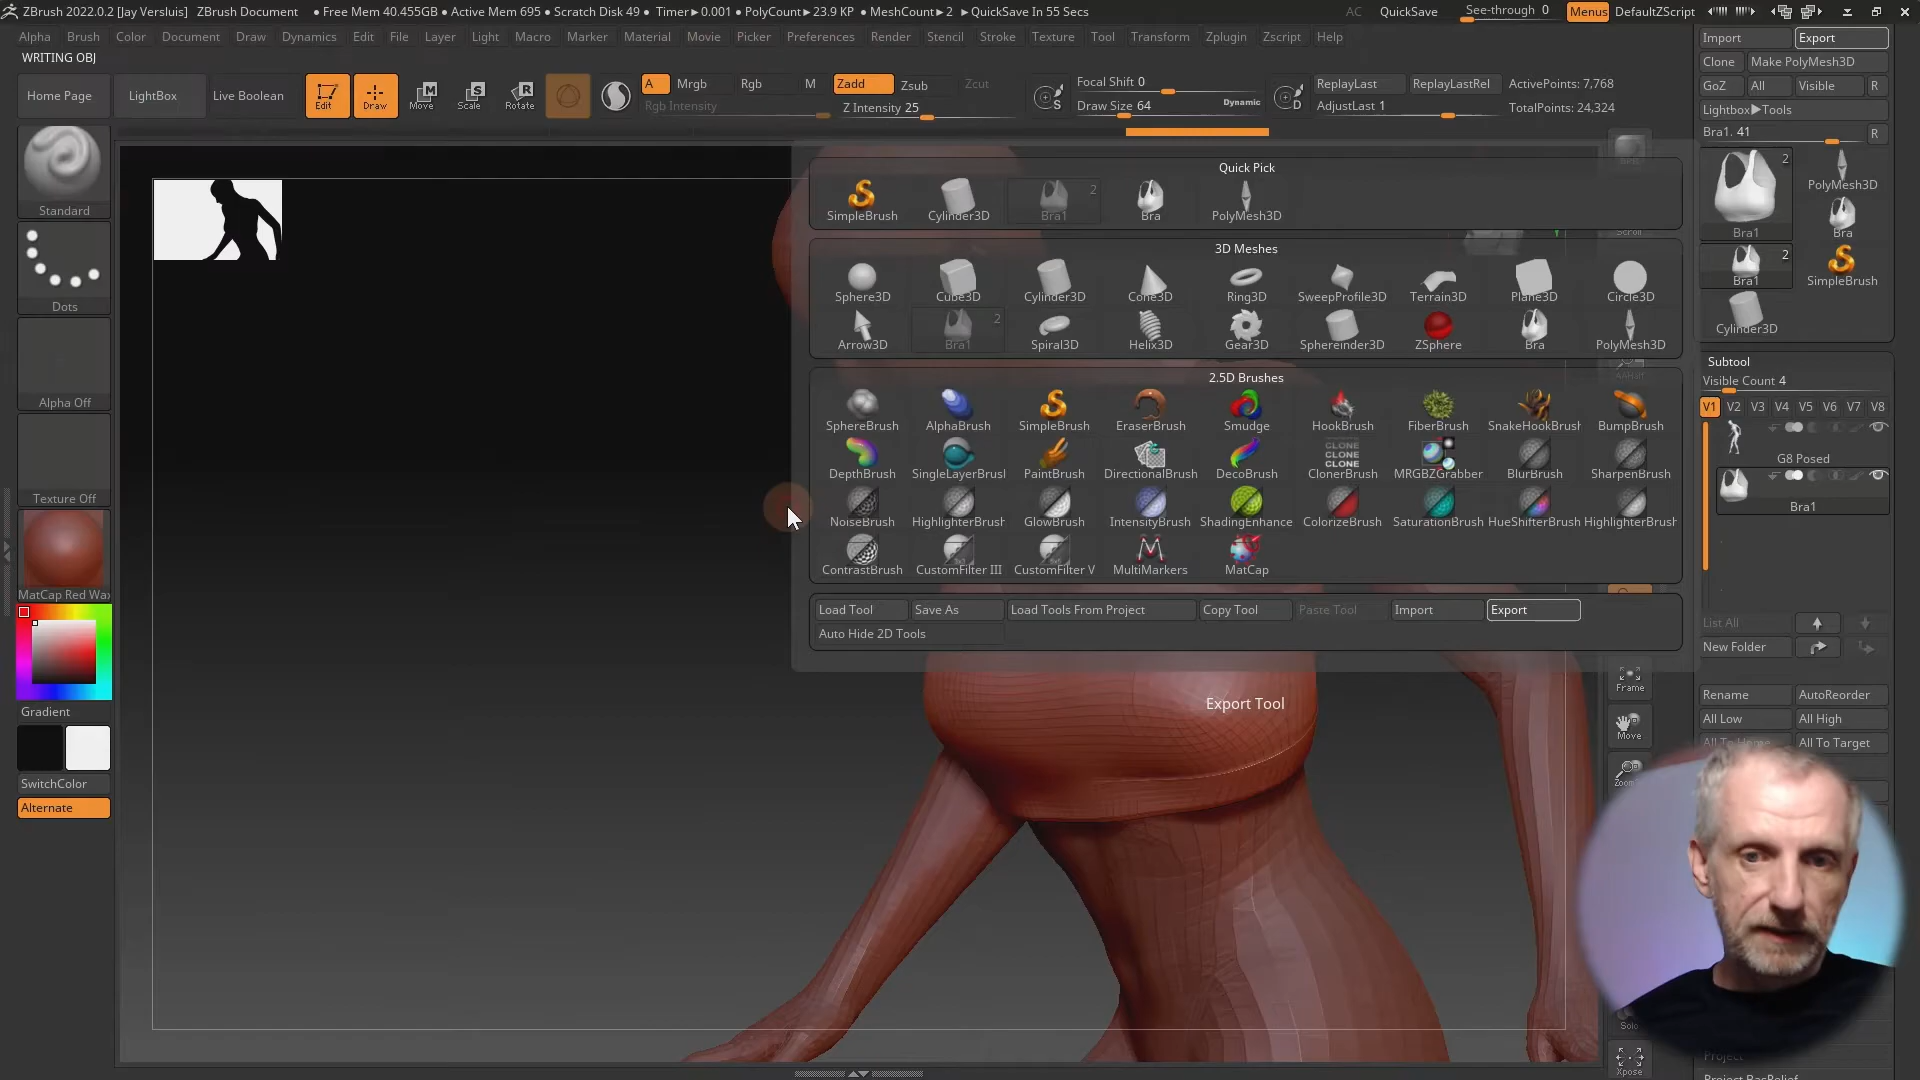 ZBrush 2022.0.2 [Jay Versluis] ZBrush Document ● Free Mem 40.455GB ● Active Mem 695 ● Scratch Disk 49 ● Timer►0.001 ● PolyCount►23.9 KP ● MeshCount►2 ►QuickSave In 55 Secs AC QuickSave See-through 0 Menus DefaultZScript
Alpha Brush Color Document Draw Dynamics Edit File Layer Light Macro Marker Material Movie Picker Preferences Render Stencil Stroke Texture Tool Transform Zplugin Zscript Help
WRITING OBJ
Home Page LightBox Live Boolean Edit Draw Move Scale Rotate
A Mrgb Rgb M Zadd Zsub Zcut
Rgb Intensity Z Intensity 25
S Focal Shift 0
Draw Size 64 Dynamic
D ReplayLast ReplayLastRel ActivePoints: 7,768
AdjustLast 1 TotalPoints: 24,324
Standard
Dots
Alpha Off
Texture Off
MatCap Red Wax
Gradient
SwitchColor
Alternate
Quick Pick
SimpleBrush Cylinder3D 2 Bra1 Bra PolyMesh3D
3D Meshes
Sphere3D Cube3D Cylinder3D Cone3D Ring3D SweepProfile3D Terrain3D Plane3D Circle3D
Arrow3D 2 Bra1 Spiral3D Helix3D Gear3D Sphereinder3D ZSphere Bra PolyMesh3D
2.5D Brushes
SphereBrush AlphaBrush SimpleBrush EraserBrush Smudge HookBrush FiberBrush SnakeHookBrush BumpBrush
CLONE
CLONE
CLONE
DepthBrush SingleLayerBrusl PaintBrush DirectionalBrush DecoBrush ClonerBrush MRGBZGrabber BlurBrush SharpenBrush
NoiseBrush HighlighterBrush GlowBrush IntensityBrush ShadingEnhance ColorizeBrush SaturationBrush HueShifterBrush HighlighterBrush
ContrastBrush CustomFilter III CustomFilter V MultiMarkers MatCap
Load Tool Save As Load Tools From Project Copy Tool Paste Tool Import Export
Auto Hide 2D Tools
Export Tool
Scroll
Frame
Move
Solo
Xpose
Import Export
Clone Make PolyMesh3D
GoZ All Visible R
Lightbox►Tools
Bra1. 41 R
2 Bra1 PolyMesh3D
Bra
2 Bra1 SimpleBrush
Cylinder3D
Subtool
Visible Count 4
V1 V2 V3 V4 V5 V6 V7 V8
G8 Posed
Bra1
List All
New Folder
Rename AutoReorder
All Low All High
All To Home All To Target
Project
Project BasRelief